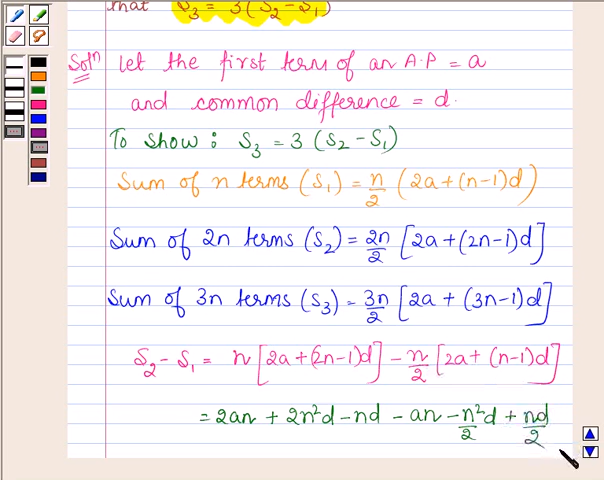 that S₃ = 3(S₂ – S₁)
Solⁿ Let the first term of an A.P = a
and common difference = d.
To show : S₃ = 3 (S₂ – S₁)
Sum of n terms (S₁) = n/2 (2a + (n-1)d)
Sum of 2n terms (S₂) = 2n/2 [2a + (2n-1)d]
Sum of 3n terms (S₃) = 3n/2 [2a + (3n-1)d]
S₂ – S₁ = n [2a + (2n-1)d] – n/2 [2a + (n-1)d]
= 2an + 2n²d – nd – an – n²d/2 + nd/2